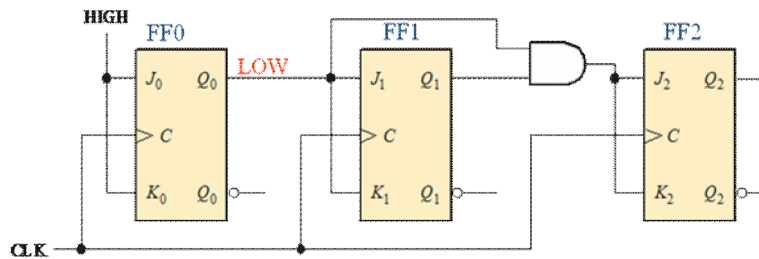 HIGH
FF0 FF1 FF2
J0 Q0 LOW J1 Q1 J2 Q2
C C C
K0 Q0 K1 Q1 K2 Q2
CLK